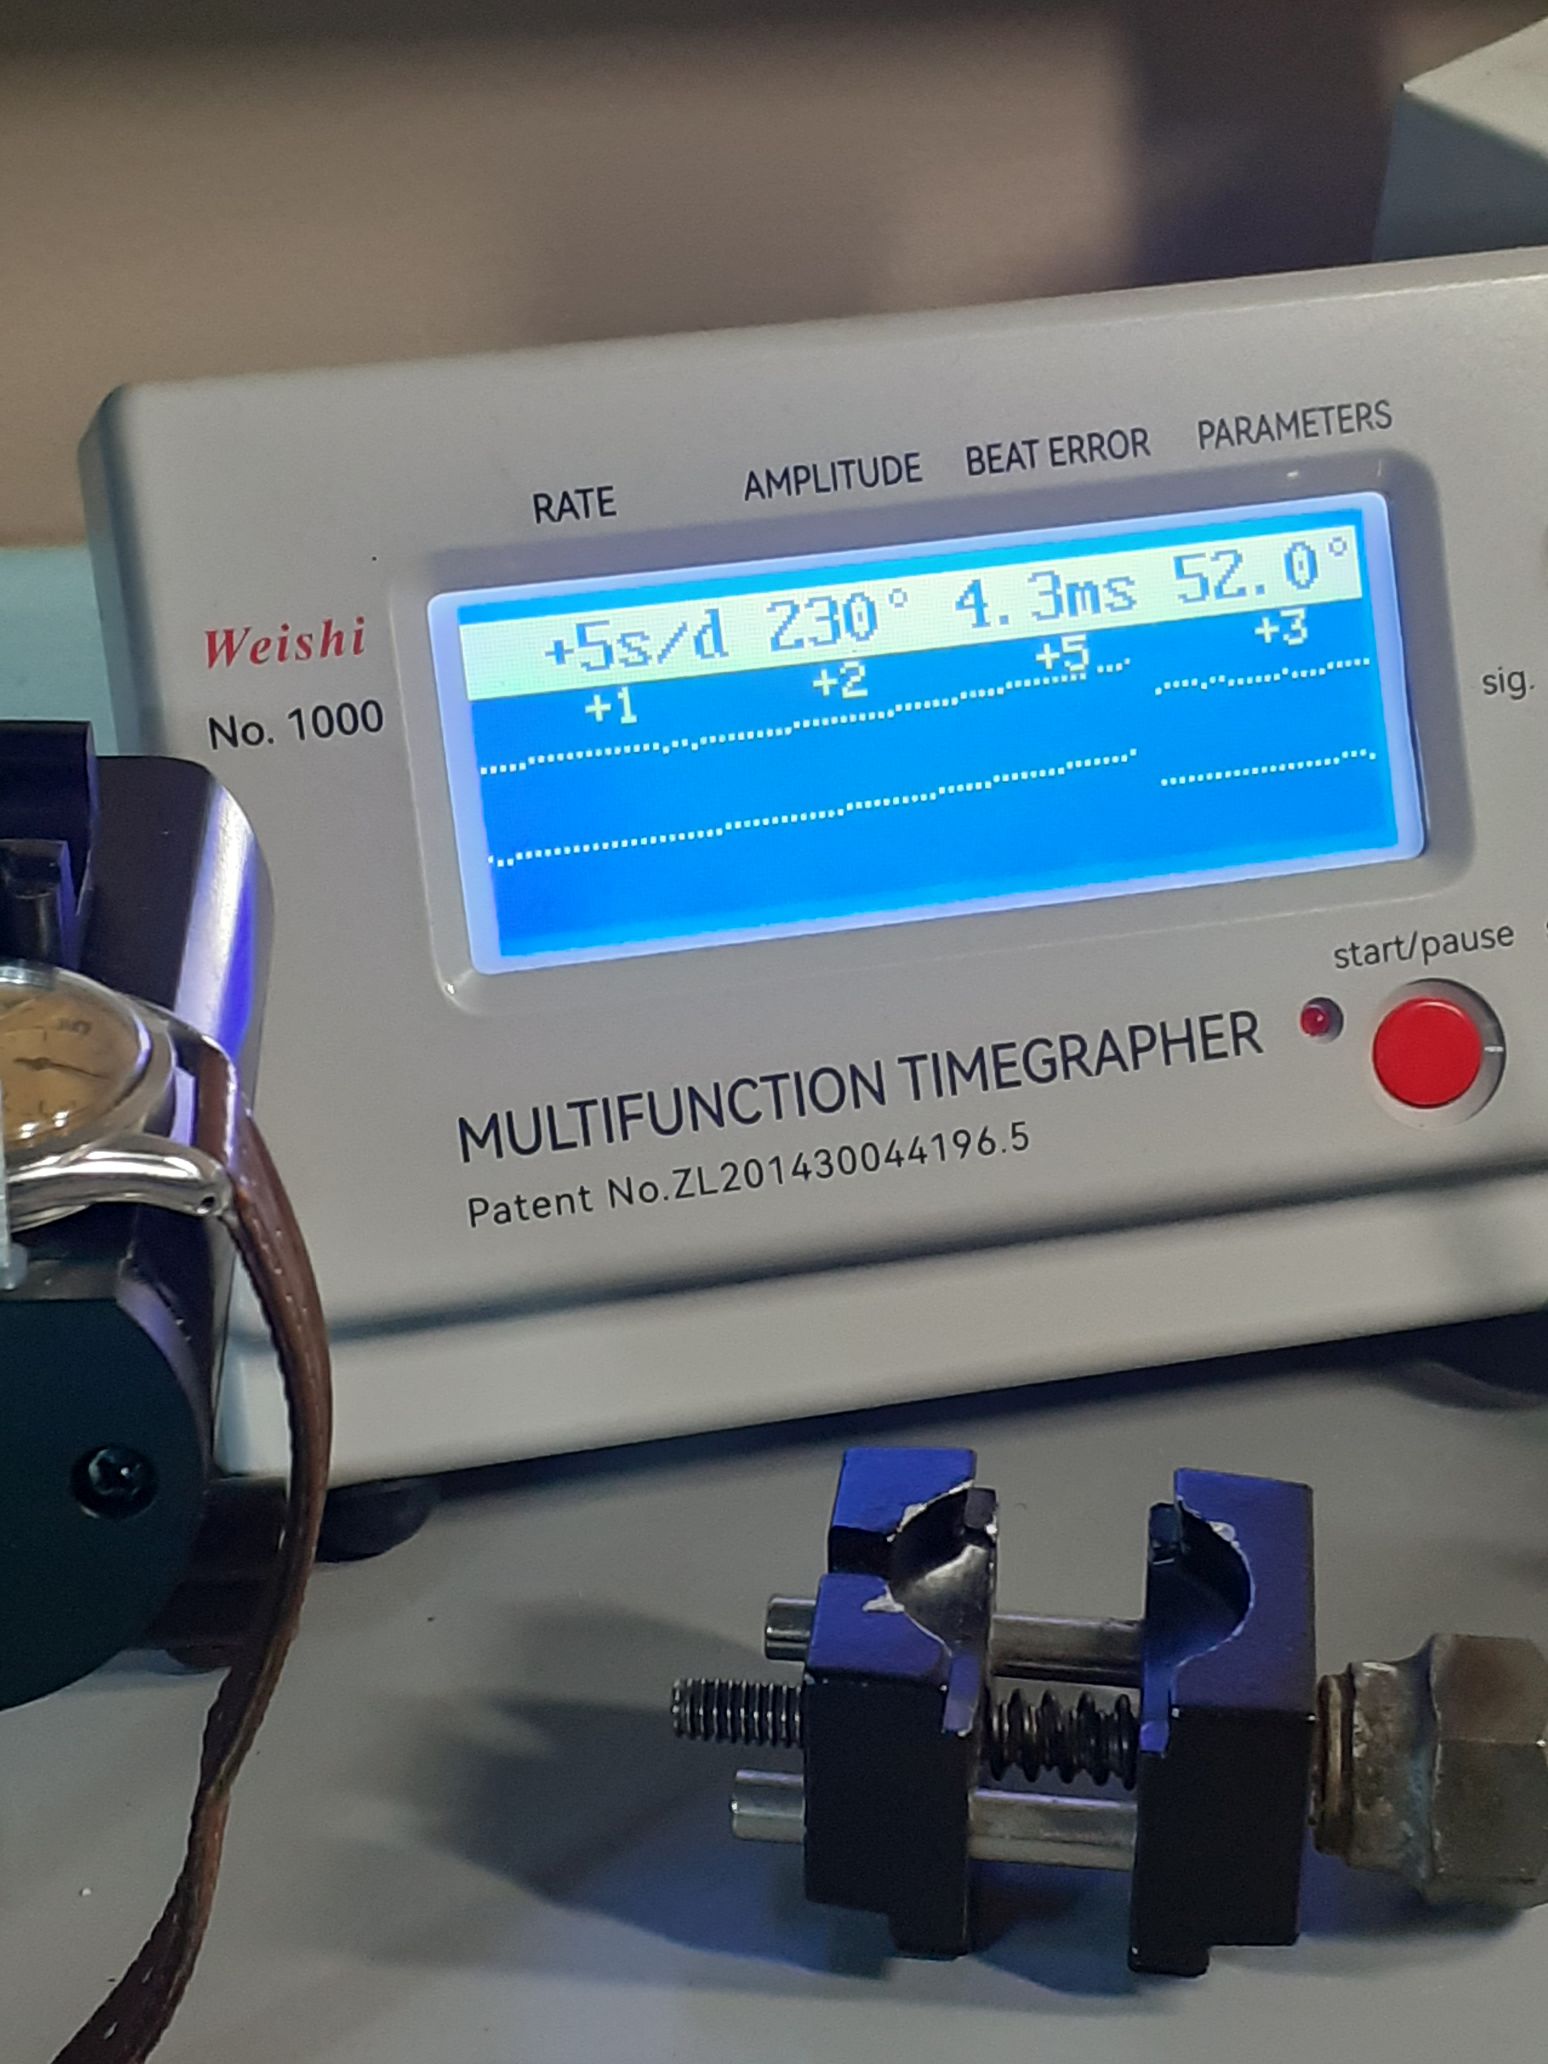 RATE AMPLITUDE BEAT ERROR PARAMETERS
+5s/d 230° 4.3ms 52.0°
+1 +2 +5 +3
Weishi
No. 1000
sig.
start/pause
MULTIFUNCTION TIMEGRAPHER
Patent No.ZL201430044196.5